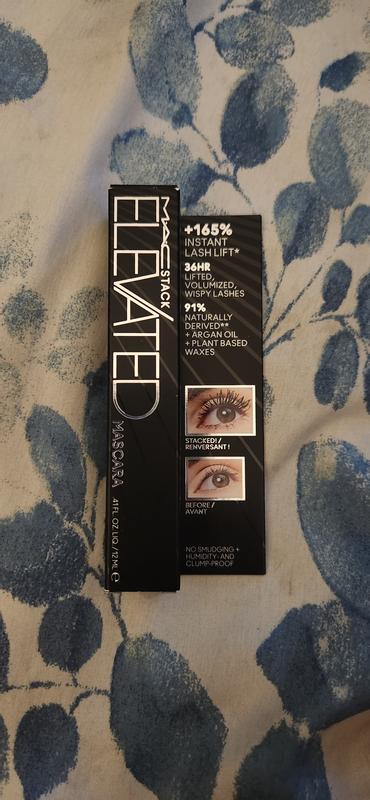 MAC STACK
ELEVATED
MASCARA
.41 FL OZ LIQ. / 12 ML e
+165%
INSTANT
LASH LIFT*
36HR
LIFTED,
VOLUMIZED,
WISPY LASHES
91%
NATURALLY
DERIVED**
+ ARGAN OIL
+ PLANT BASED
WAXES
STACKED! /
RENVERSANT !
BEFORE /
AVANT
NO SMUDGING +
HUMIDITY- AND
CLUMP-PROOF